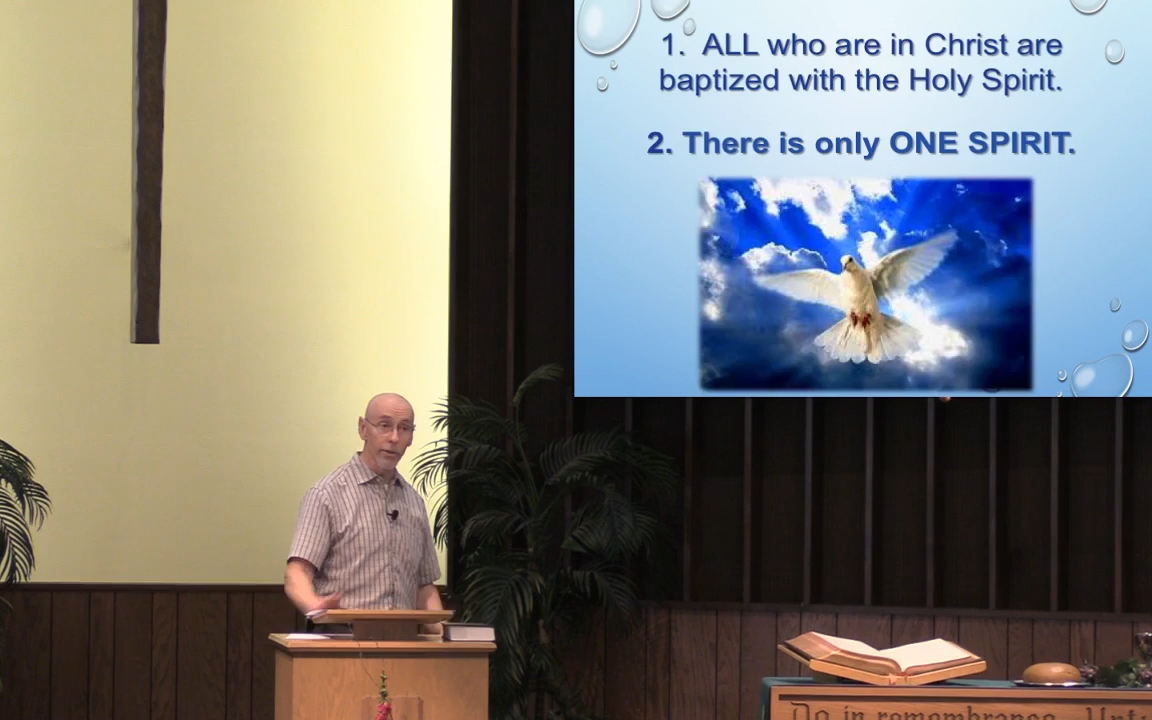 1. ALL who are in Christ are
baptized with the Holy Spirit.
2. There is only ONE SPIRIT.
Do in remembrance